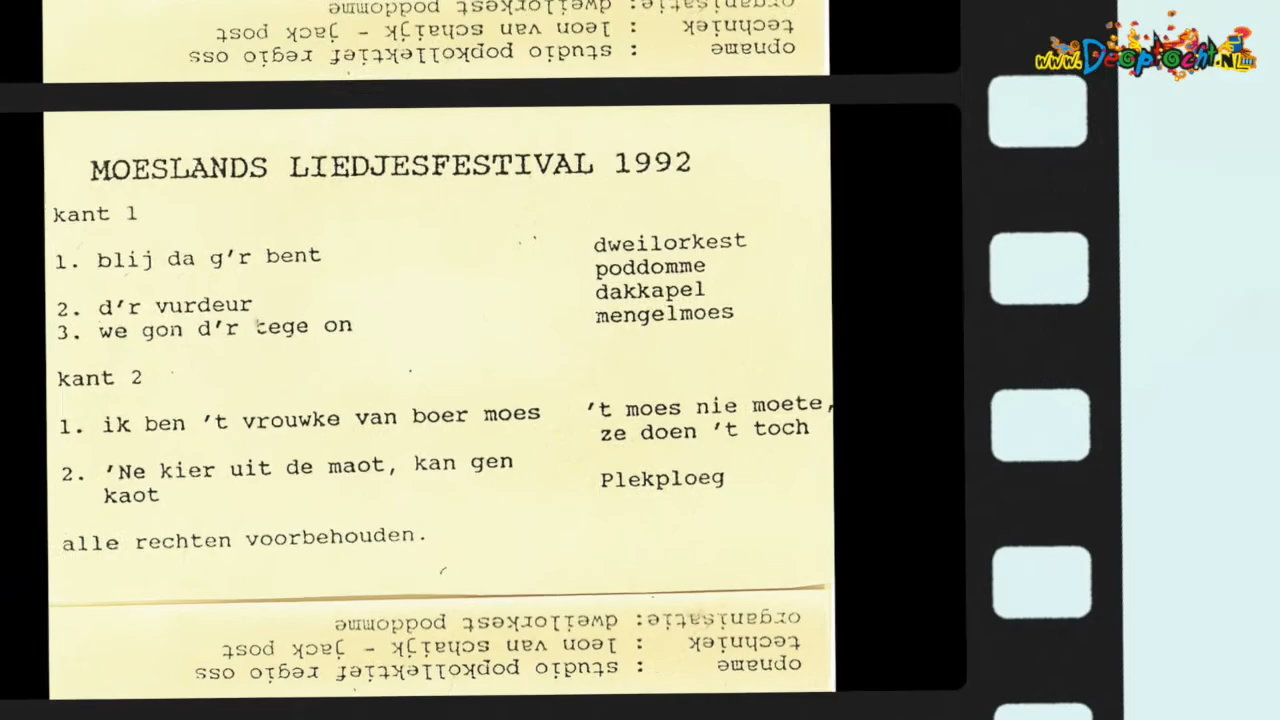 organisatie: dweilorkest poddomme
techniek : leon van schaijk - jack post
opname : studio popkollektief regio oss
www.Deoptocht.NL
MOESLANDS LIEDJESFESTIVAL 1992
kant 1
1. blij da g'r bent dweilorkest
poddomme
2. d'r vurdeur dakkapel
3. we gon d'r tege on mengelmoes
kant 2
1. ik ben 't vrouwke van boer moes 't moes nie moete,
ze doen 't toch
2. 'Ne kier uit de maot, kan gen
kaot Plekploeg
alle rechten voorbehouden.
organisatie: dweilorkest poddomme
techniek : leon van schaijk - jack post
opname : studio popkollektief regio oss